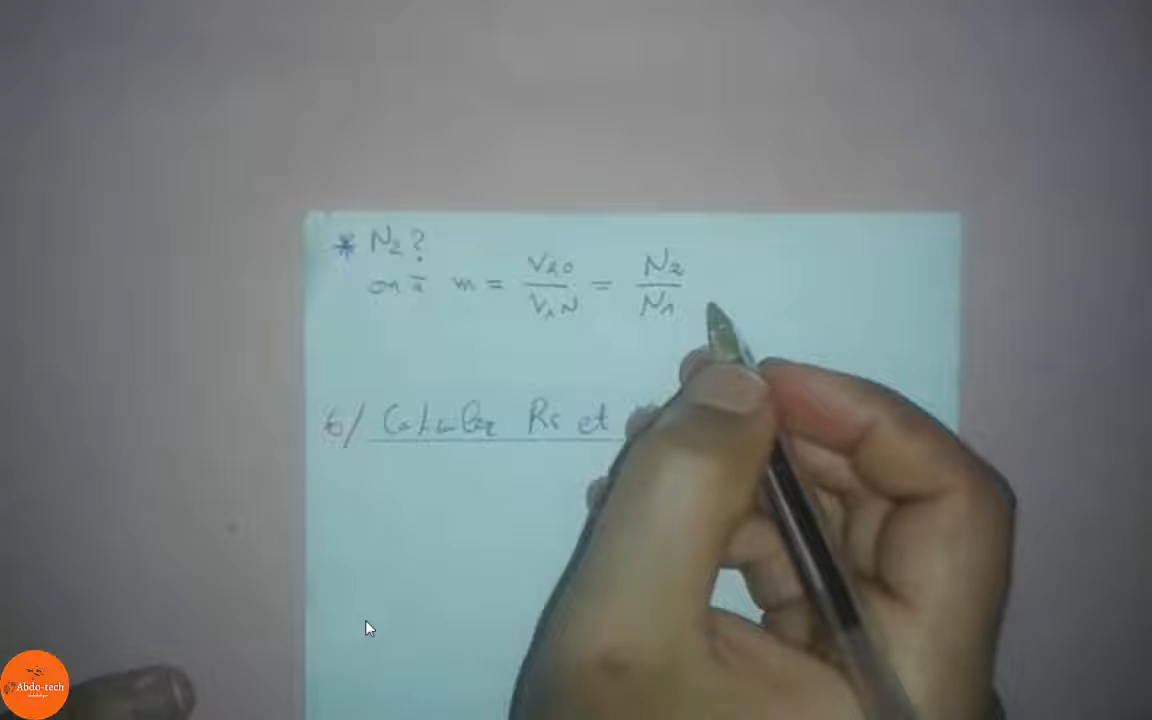 * N2 ?
on a m = V20 / V1N = N2 / N1
6/ Calculer Rs et
Abdo-tech